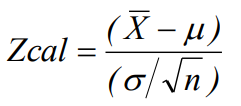 Zcal = ( X̅ − μ ) / ( σ/√n )